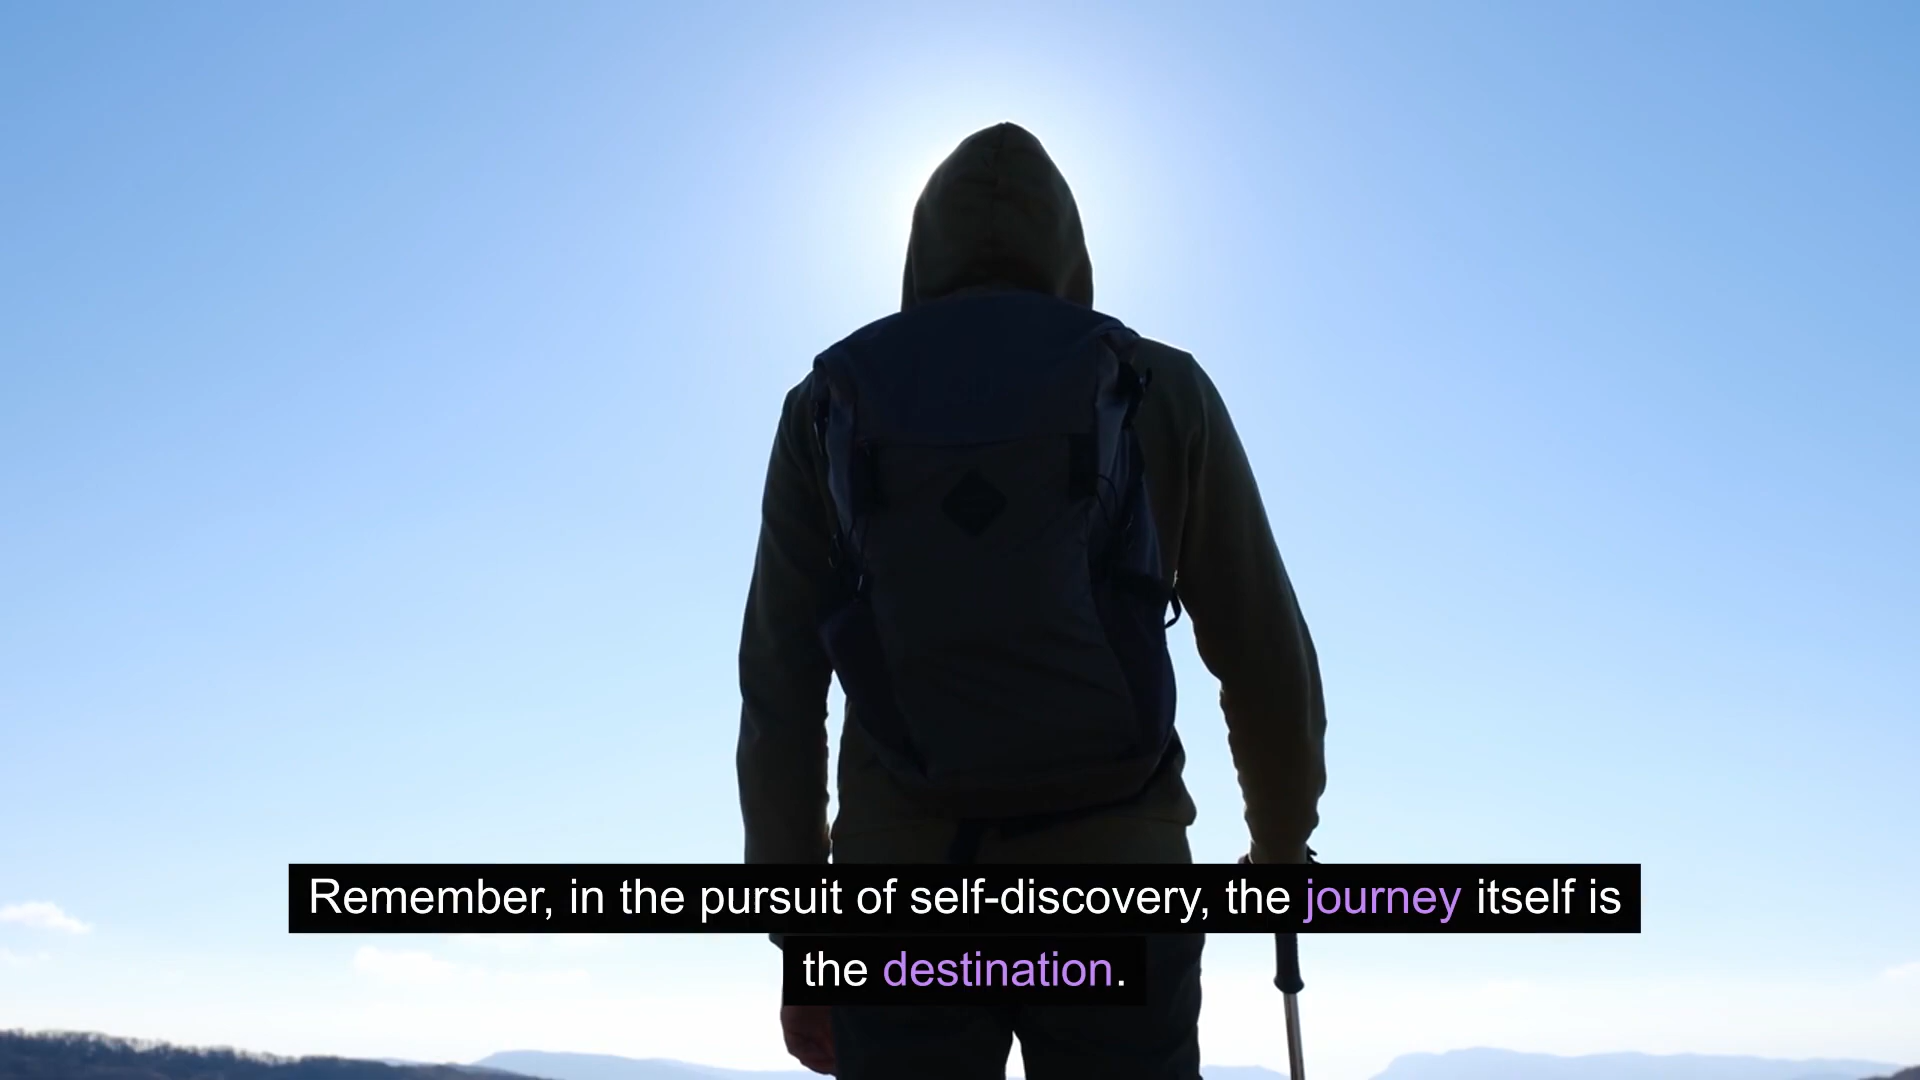 Remember, in the pursuit of self-discovery, the journey itself is
the destination.